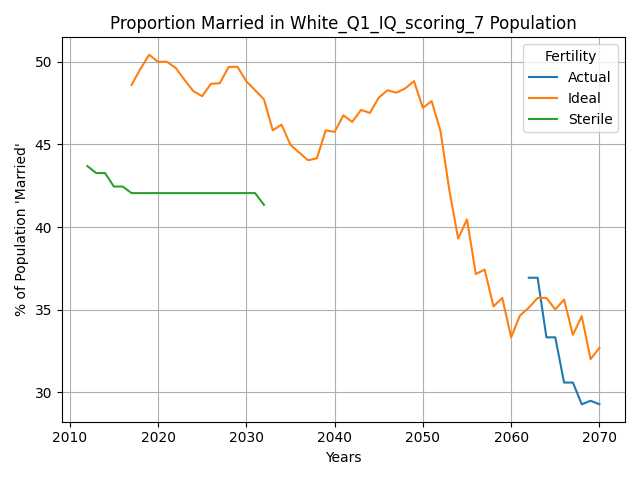 Proportion Married in White_Q1_IQ_scoring_7 Population
% of Population 'Married'
50
45
40
35
30
Fertility
Actual
Ideal
Sterile
2010 2020 2030 2040 2050 2060 2070
Years